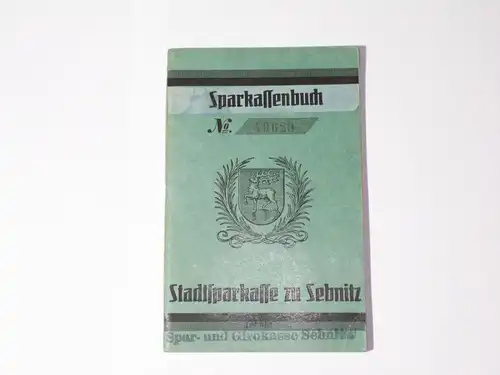 Sparkassenbuch
No.
Stadtsparkasse zu Sebnitz
Spar- und Girokasse Sebnitz